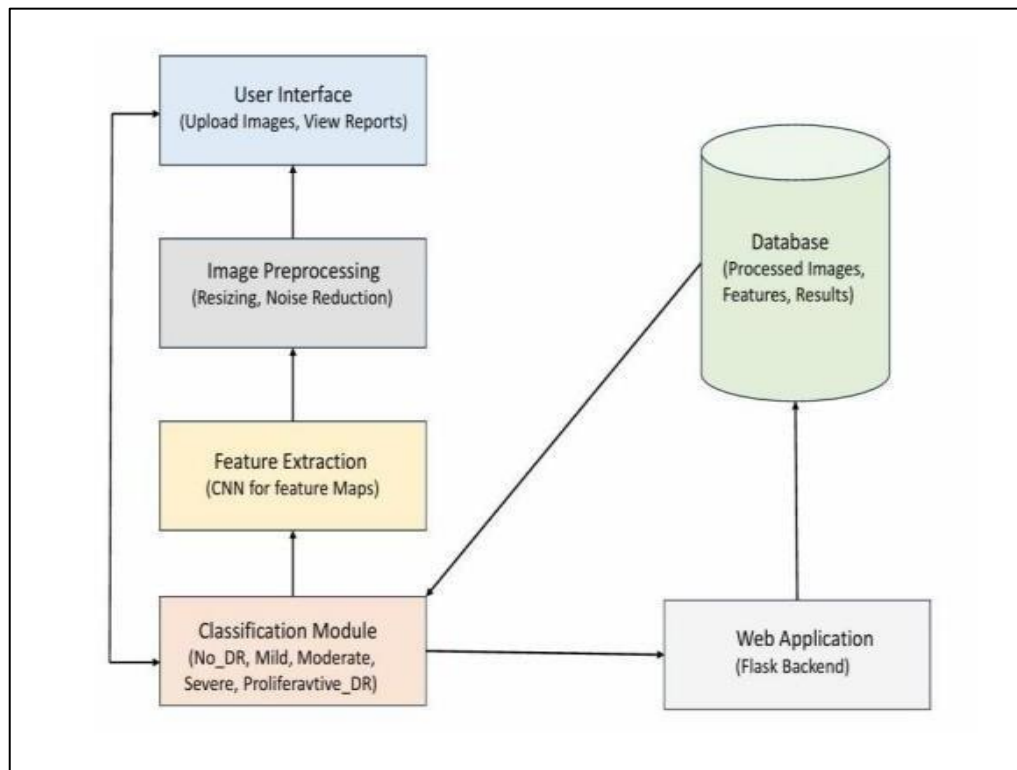 User Interface
(Upload Images, View Reports)
Image Preprocessing
(Resizing, Noise Reduction)
Feature Extraction
(CNN for feature Maps)
Classification Module
(No_DR, Mild, Moderate,
Severe, Proliferavtive_DR)
Database
(Processed Images,
Features, Results)
Web Application
(Flask Backend)